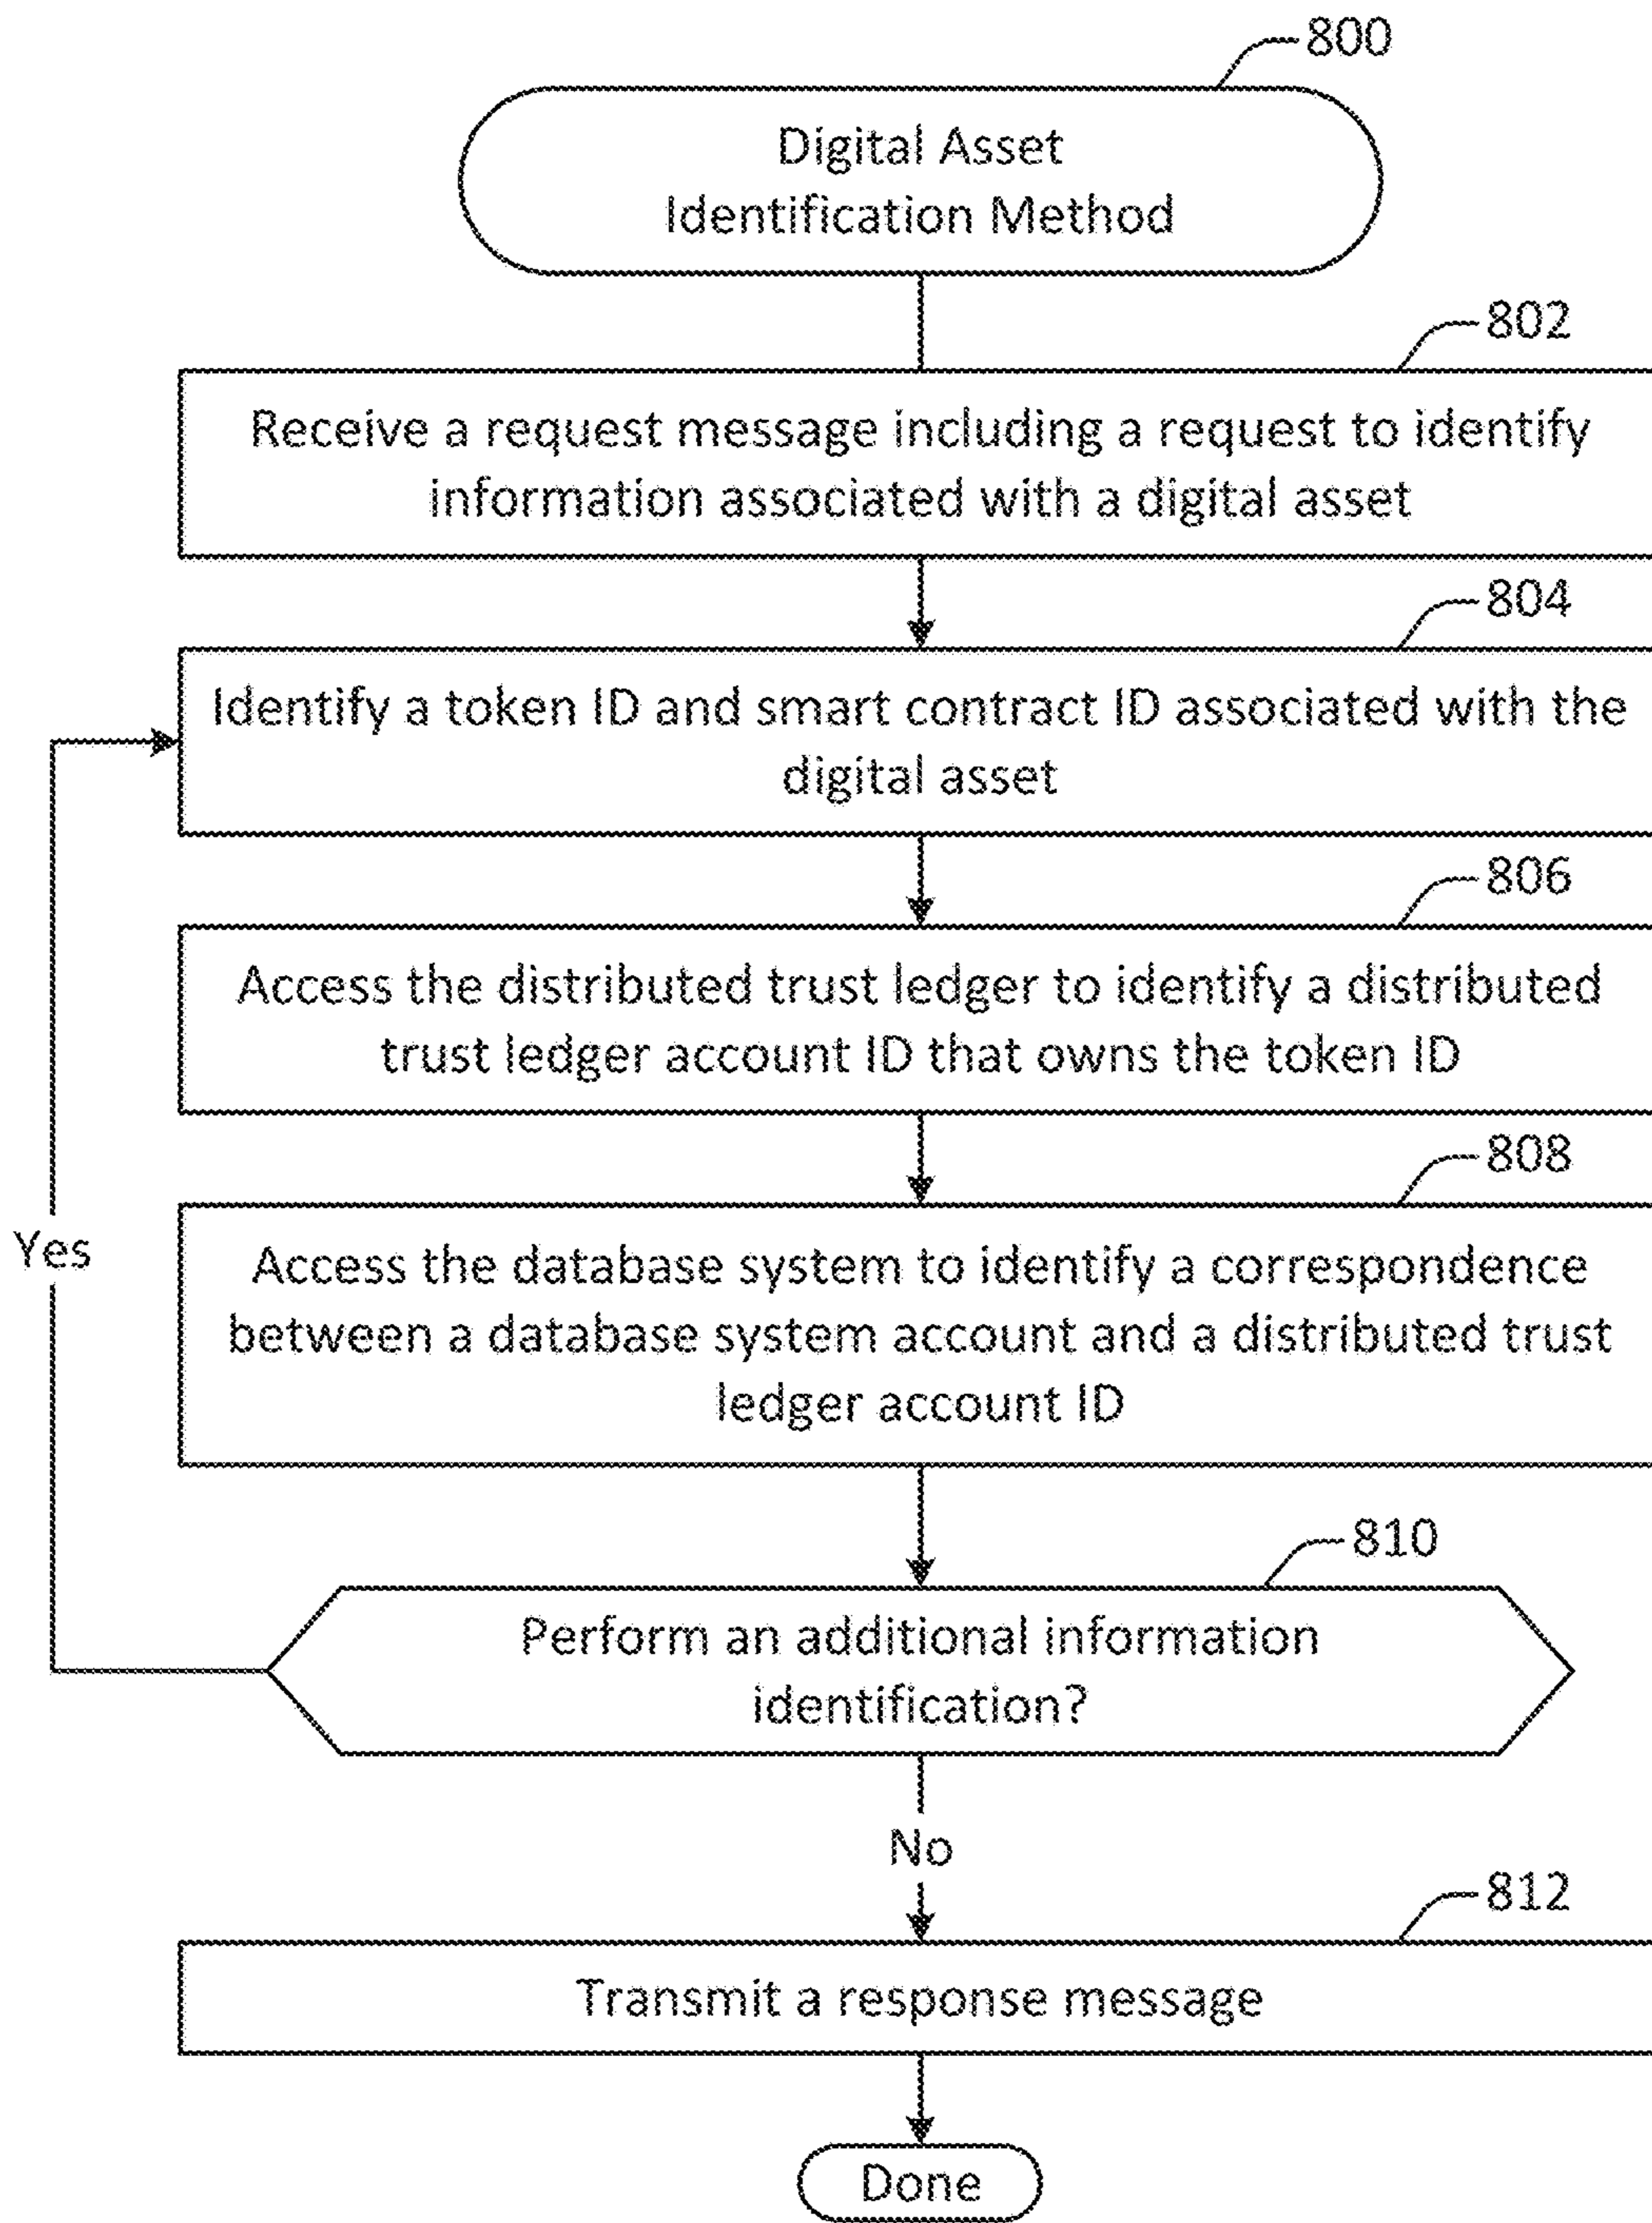 800
Digital Asset
Identification Method
802
Receive a request message including a request to identify
information associated with a digital asset
804
Identify a token ID and smart contract ID associated with the
digital asset
806
Access the distributed trust ledger to identify a distributed
trust ledger account ID that owns the token ID
808
Yes
Access the database system to identify a correspondence
between a database system account and a distributed trust
ledger account ID
810
Perform an additional information
identification?
No
812
Transmit a response message
Done